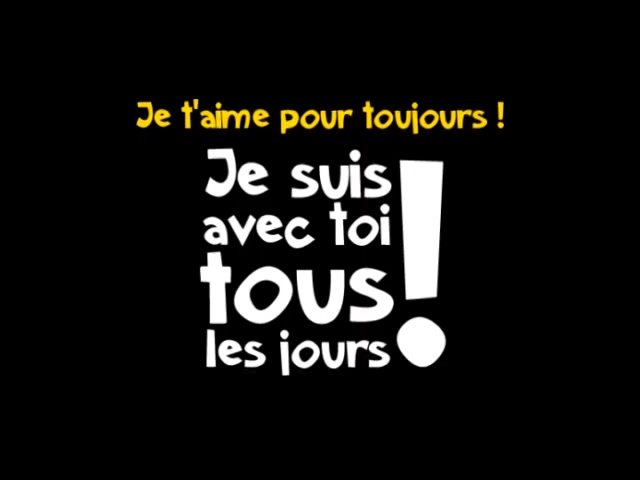 Je t'aime pour toujours !
Je suis
avec toi
tous
les jours !